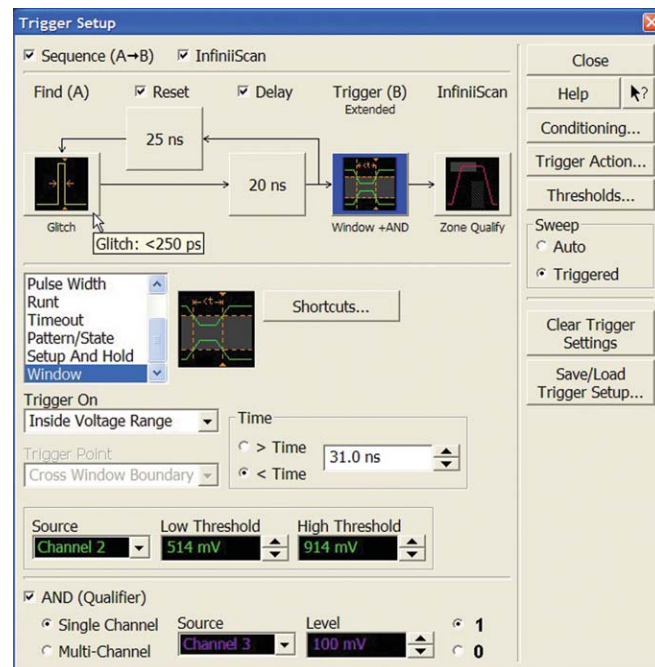 Trigger Setup
Sequence (A→B) InfiniiScan
Find (A) Reset Delay Trigger (B) InfiniiScan
Extended
25 ns
20 ns
Glitch Window +AND Zone Qualify
Glitch: <250 ps
Pulse Width
Runt
Timeout
Pattern/State
Setup And Hold
Window
<t
Shortcuts...
Trigger On
Inside Voltage Range
Trigger Point
Cross Window Boundary
Time
> Time
< Time
31.0 ns
Source Low Threshold High Threshold
Channel 2 514 mV 914 mV
AND (Qualifier)
Single Channel Source Level 1
Multi-Channel Channel 3 100 mV 0
Close
Help ?
Conditioning...
Trigger Action...
Thresholds...
Sweep
Auto
Triggered
Clear Trigger
Settings
Save/Load
Trigger Setup...